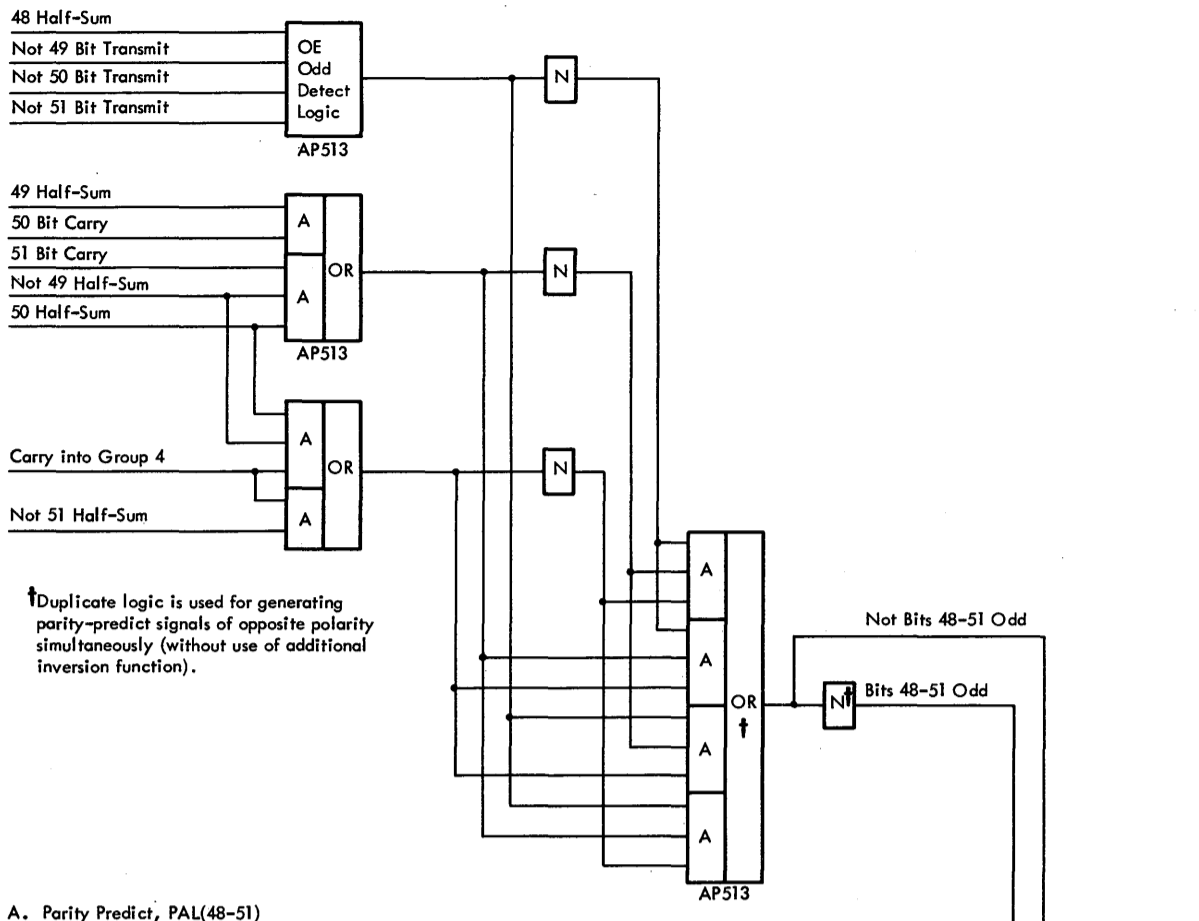 48 Half-Sum
Not 49 Bit Transmit
Not 50 Bit Transmit
Not 51 Bit Transmit
OE
Odd
Detect
Logic
AP513
N
49 Half-Sum
50 Bit Carry
51 Bit Carry
Not 49 Half-Sum
50 Half-Sum
A
A
OR
AP513
N
Carry into Group 4
Not 51 Half-Sum
A
A
OR
N
†Duplicate logic is used for generating
parity-predict signals of opposite polarity
simultaneously (without use of additional
inversion function).
A
A
A
A
OR
†
AP513
Not Bits 48-51 Odd
N†
Bits 48-51 Odd
A. Parity Predict, PAL(48-51)